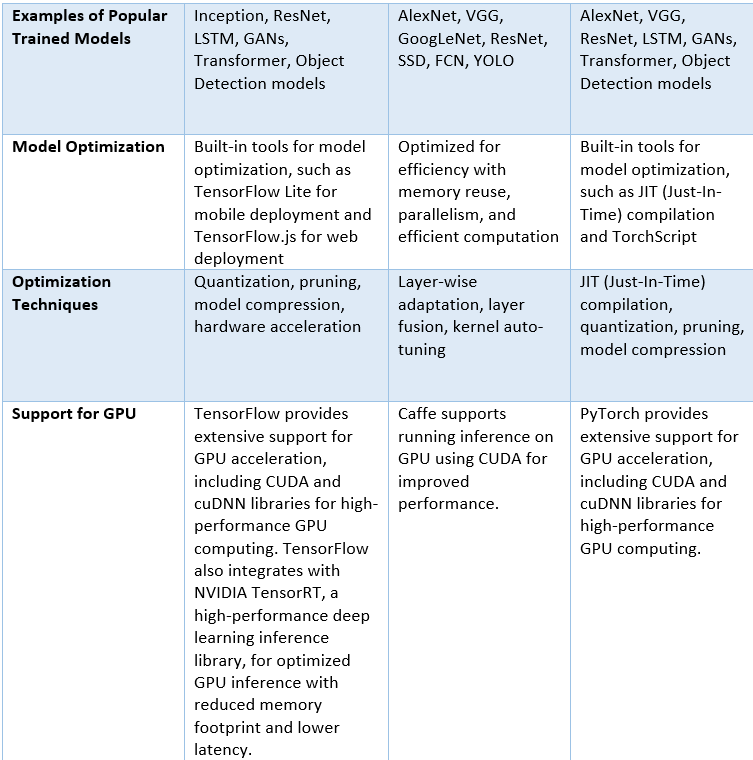 Examples of Popular
Trained Models
Inception, ResNet,
LSTM, GANs,
Transformer, Object
Detection models
AlexNet, VGG,
GoogLeNet, ResNet,
SSD, FCN, YOLO
AlexNet, VGG,
ResNet, LSTM, GANs,
Transformer, Object
Detection models
Model Optimization
Built-in tools for model
optimization, such as
TensorFlow Lite for
mobile deployment and
TensorFlow.js for web
deployment
Optimized for
efficiency with
memory reuse,
parallelism, and
efficient computation
Built-in tools for
model optimization,
such as JIT (Just-In-
Time) compilation
and TorchScript
Optimization
Techniques
Quantization, pruning,
model compression,
hardware acceleration
Layer-wise
adaptation, layer
fusion, kernel auto-
tuning
JIT (Just-In-Time)
compilation,
quantization, pruning,
model compression
Support for GPU
TensorFlow provides
extensive support for
GPU acceleration,
including CUDA and
cuDNN libraries for high-
performance GPU
computing. TensorFlow
also integrates with
NVIDIA TensorRT, a
high-performance deep
learning inference
library, for optimized
GPU inference with
reduced memory
footprint and lower
latency.
Caffe supports
running inference on
GPU using CUDA for
improved
performance.
PyTorch provides
extensive support for
GPU acceleration,
including CUDA and
cuDNN libraries for
high-performance
GPU computing.